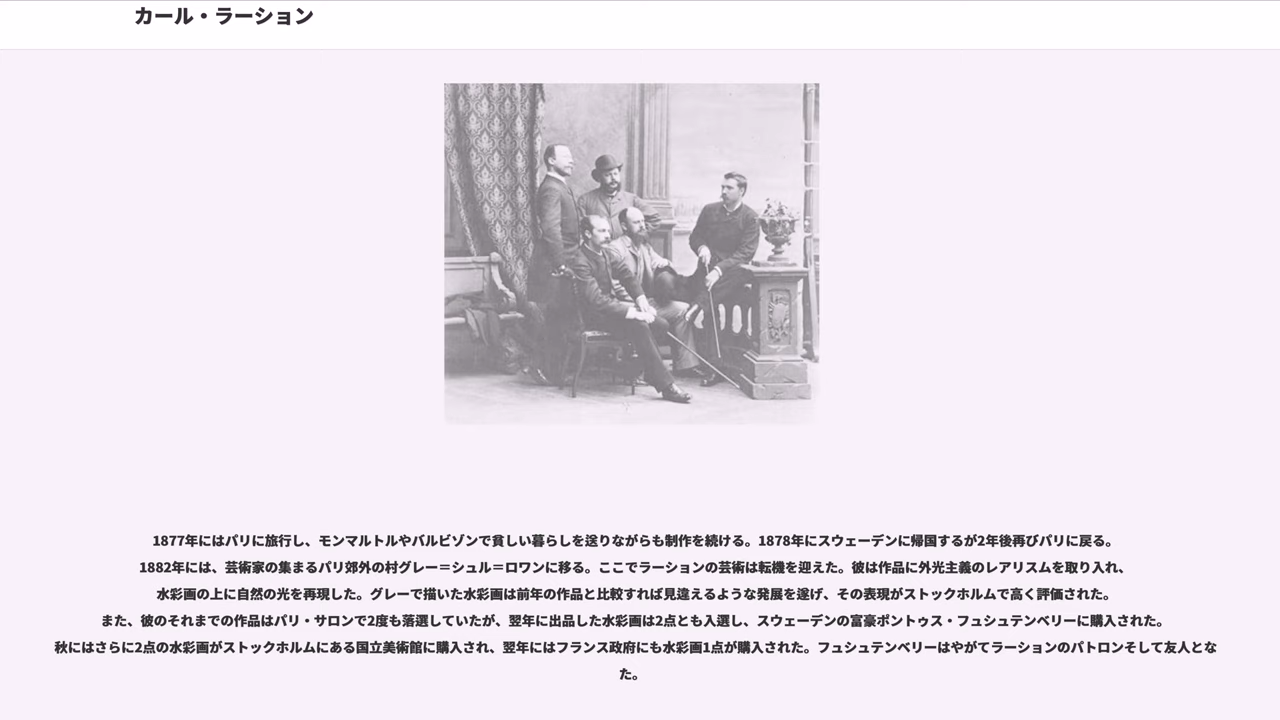 カール・ラーション
1877年にはパリに旅行し、モンマルトルやバルビゾンで貧しい暮らしを送りながらも制作を続ける。1878年にスウェーデンに帰国するが2年後再びパリに戻る。
1882年には、芸術家の集まるパリ郊外の村グレー＝シュル＝ロワンに移る。ここでラーションの芸術は転機を迎えた。彼は作品に外光主義のレアリスムを取り入れ、
水彩画の上に自然の光を再現した。グレーで描いた水彩画は前年の作品と比較すれば見違えるような発展を遂げ、その表現がストックホルムで高く評価された。
また、彼のそれまでの作品はパリ・サロンで2度も落選していたが、翌年に出品した水彩画は2点とも入選し、スウェーデンの富豪ポントゥス・フュシュテンベリーに購入された。
秋にはさらに2点の水彩画がストックホルムにある国立美術館に購入され、翌年にはフランス政府にも水彩画1点が購入された。フュシュテンベリーはやがてラーションのパトロンそして友人とな
た。